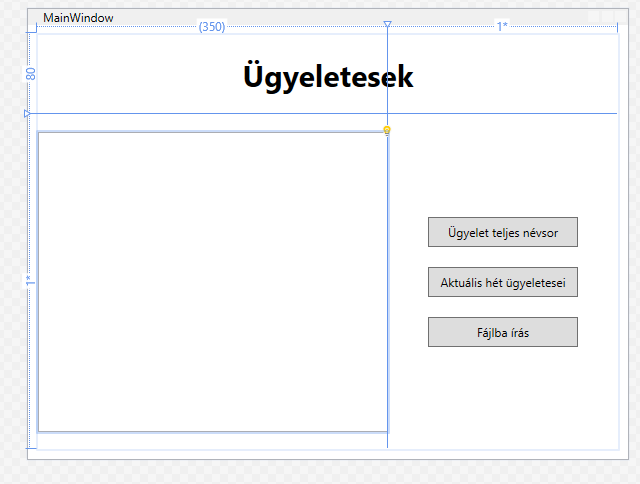 MainWindow
(350)
1*
80
Ügyeletesek
1*
Ügyelet teljes névsor
Aktuális hét ügyeletesei
Fájlba írás